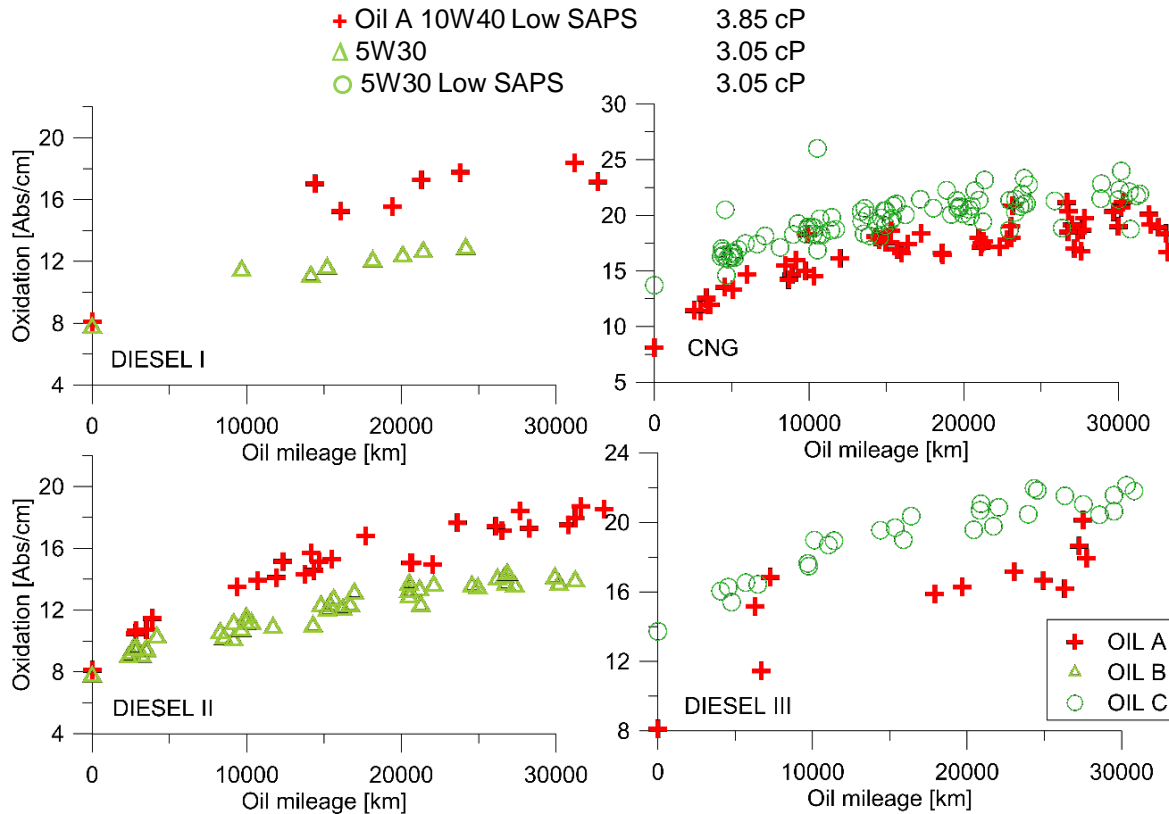 Oil A 10W40 Low SAPS 3.85 cP
5W30 3.05 cP
5W30 Low SAPS 3.05 cP
Oxidation [Abs/cm]
20
16
12
8
4
DIESEL I
0 10000 20000 30000
Oil mileage [km]
30
25
20
15
10
5
CNG
0 10000 20000 30000
Oil mileage [km]
Oxidation [Abs/cm]
20
16
12
8
4
DIESEL II
0 10000 20000 30000
Oil mileage [km]
24
20
16
12
8
DIESEL III
OIL A
OIL B
OIL C
0 10000 20000 30000
Oil mileage [km]